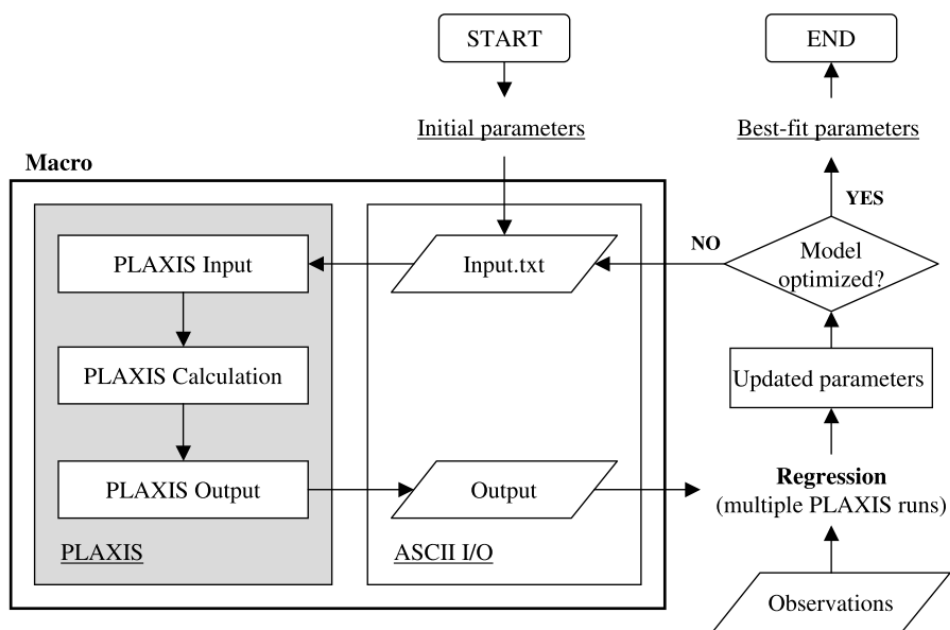 START
END
Initial parameters
Best-fit parameters
Macro
YES
NO
PLAXIS Input
Input.txt
Model
optimized?
PLAXIS Calculation
Updated parameters
PLAXIS Output
Output
Regression
(multiple PLAXIS runs)
PLAXIS
ASCII I/O
Observations